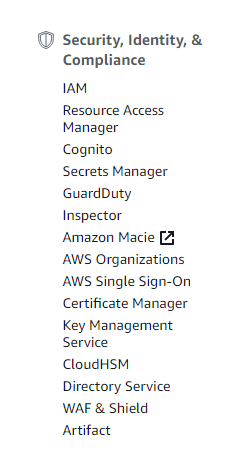 Security, Identity, &
Compliance
IAM
Resource Access
Manager
Cognito
Secrets Manager
GuardDuty
Inspector
Amazon Macie
AWS Organizations
AWS Single Sign-On
Certificate Manager
Key Management
Service
CloudHSM
Directory Service
WAF & Shield
Artifact